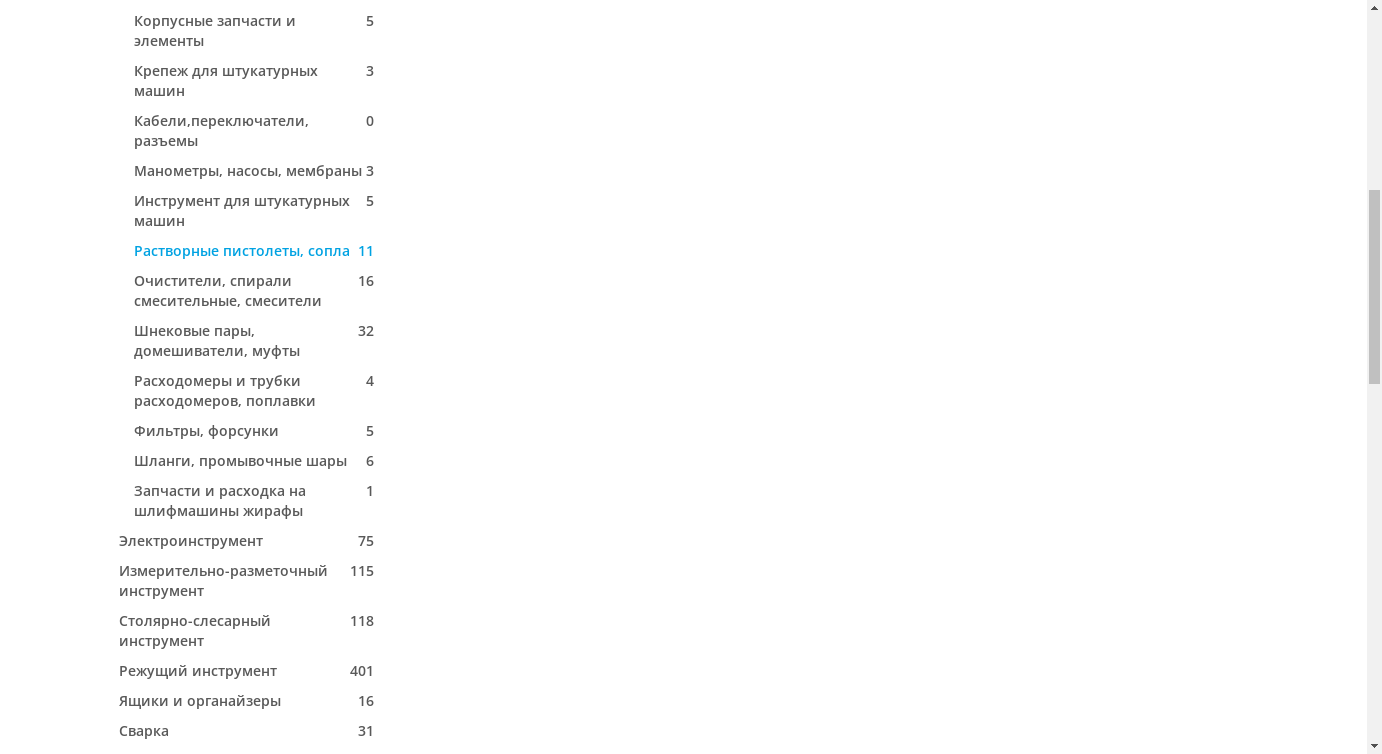 Корпусные запчасти и 5
элементы
Крепеж для штукатурных 3
машин
Кабели,переключатели, 0
разъемы
Манометры, насосы, мембраны 3
Инструмент для штукатурных 5
машин
Растворные пистолеты, сопла 11
Очистители, спирали 16
смесительные, смесители
Шнековые пары, 32
домешиватели, муфты
Расходомеры и трубки 4
расходомеров, поплавки
Фильтры, форсунки 5
Шланги, промывочные шары 6
Запчасти и расходка на 1
шлифмашины жирафы
Электроинструмент 75
Измерительно-разметочный 115
инструмент
Столярно-слесарный 118
инструмент
Режущий инструмент 401
Ящики и органайзеры 16
Сварка 31